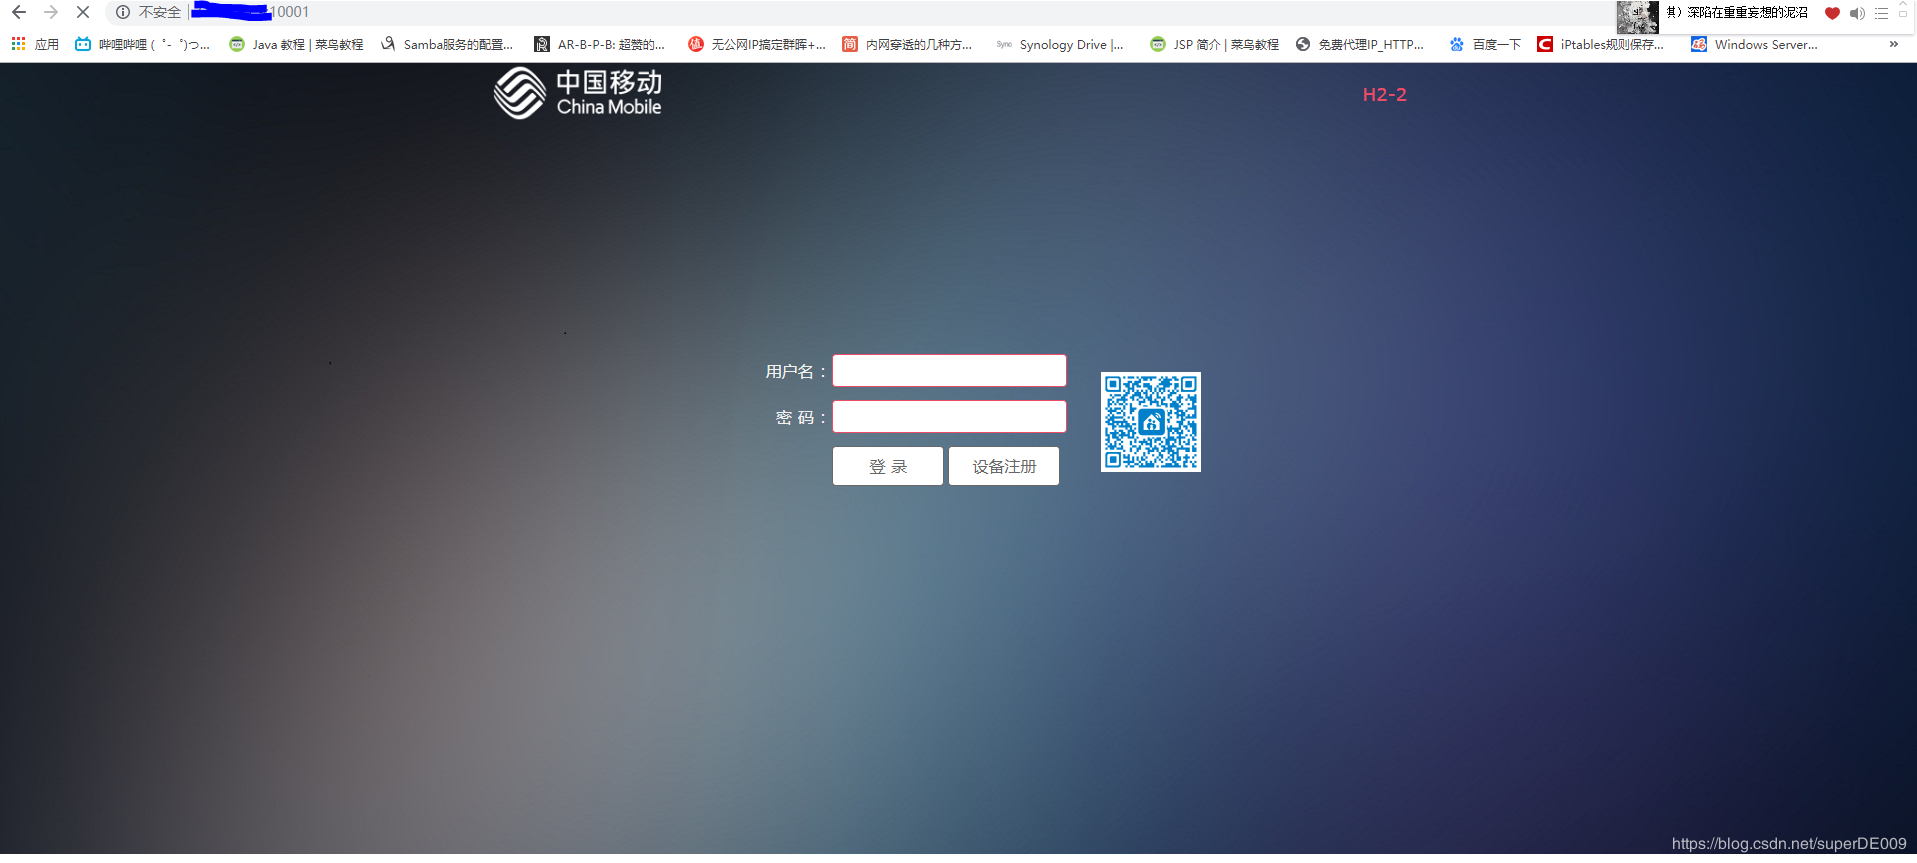 不安全 | 10001
其）深陷在重重妄想的泥沼
应用 哔哩哔哩 ( ゜- ゜)つ... Java 教程 | 菜鸟教程 Samba服务的配置... AR-B-P-B: 超赞的... 无公网IP搞定群晖+... 内网穿透的几种方... Synology Drive |... JSP 简介 | 菜鸟教程 免费代理IP_HTTP... 百度一下 iPtables规则保存... Windows Server... »
中国移动
China Mobile
H2-2
用户名：
密 码：
登 录 设备注册
https://blog.csdn.net/superDE009